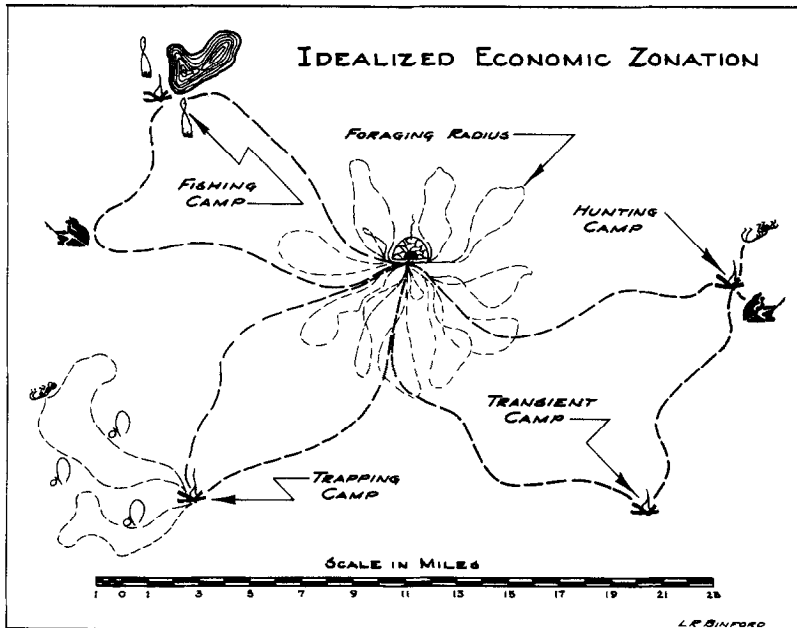 IDEALIZED ECONOMIC ZONATION
FORAGING RADIUS
FISHING
CAMP
HUNTING
CAMP
TRANSIENT
CAMP
TRAPPING
CAMP
SCALE IN MILES
1 0 1 3 5 7 9 11 13 15 17 19 21 23
L R BINFORD